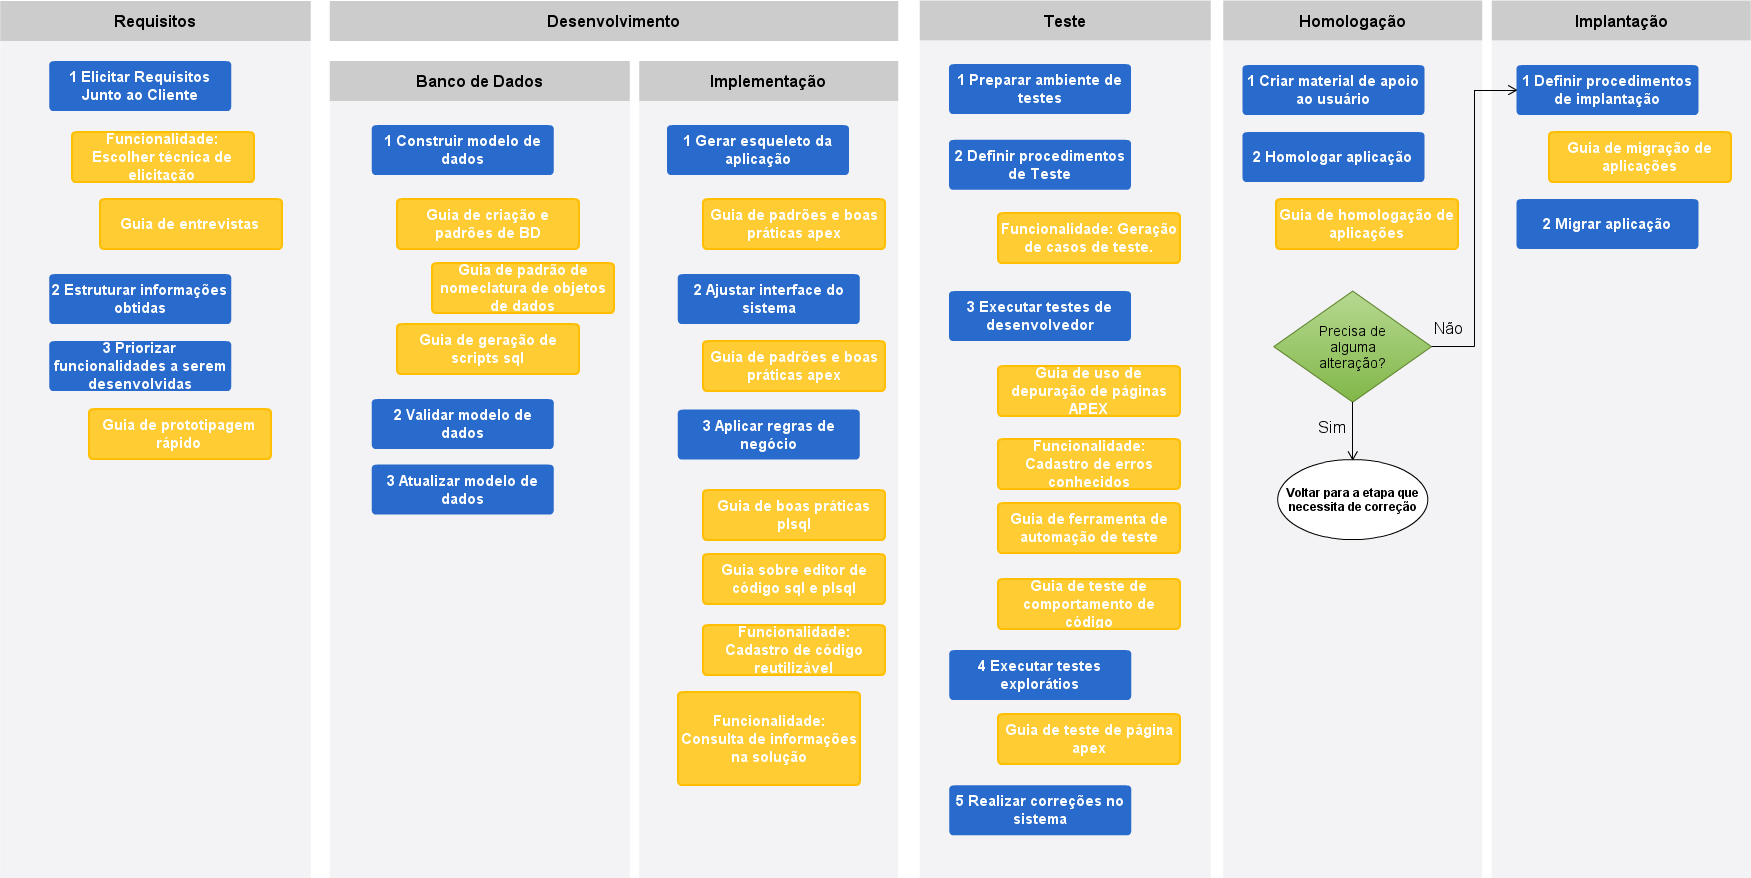 Requisitos
1 Elicitar Requisitos
Junto ao Cliente
Funcionalidade:
Escolher técnica de
elicitação
Guia de entrevistas
2 Estruturar informações
obtidas
3 Priorizar
funcionalidades a serem
desenvolvidas
Guia de prototipagem
rápido
Desenvolvimento
Banco de Dados
1 Construir modelo de
dados
Guia de criação e
padrões de BD
Guia de padrão de
nomeclatura de objetos
de dados
Guia de geração de
scripts sql
2 Validar modelo de
dados
3 Atualizar modelo de
dados
Implementação
1 Gerar esqueleto da
aplicação
Guia de padrões e boas
práticas apex
2 Ajustar interface do
sistema
Guia de padrões e boas
práticas apex
3 Aplicar regras de
negócio
Guia de boas práticas
plsql
Guia sobre editor de
código sql e plsql
Funcionalidade:
Cadastro de código
reutilizável
Funcionalidade:
Consulta de informações
na solução
Teste
1 Preparar ambiente de
testes
2 Definir procedimentos
de Teste
Funcionalidade: Geração
de casos de teste.
3 Executar testes de
desenvolvedor
Guia de uso de
depuração de páginas
APEX
Funcionalidade:
Cadastro de erros
conhecidos
Guia de ferramenta de
automação de teste
Guia de teste de
comportamento de
código
4 Executar testes
explorátios
Guia de teste de página
apex
5 Realizar correções no
sistema
Homologação
1 Criar material de apoio
ao usuário
2 Homologar aplicação
Guia de homologação de
aplicações
Precisa de
alguma
alteração?
Não
Sim
Voltar para a etapa que
necessita de correção
Implantação
1 Definir procedimentos
de implantação
Guia de migração de
aplicações
2 Migrar aplicação